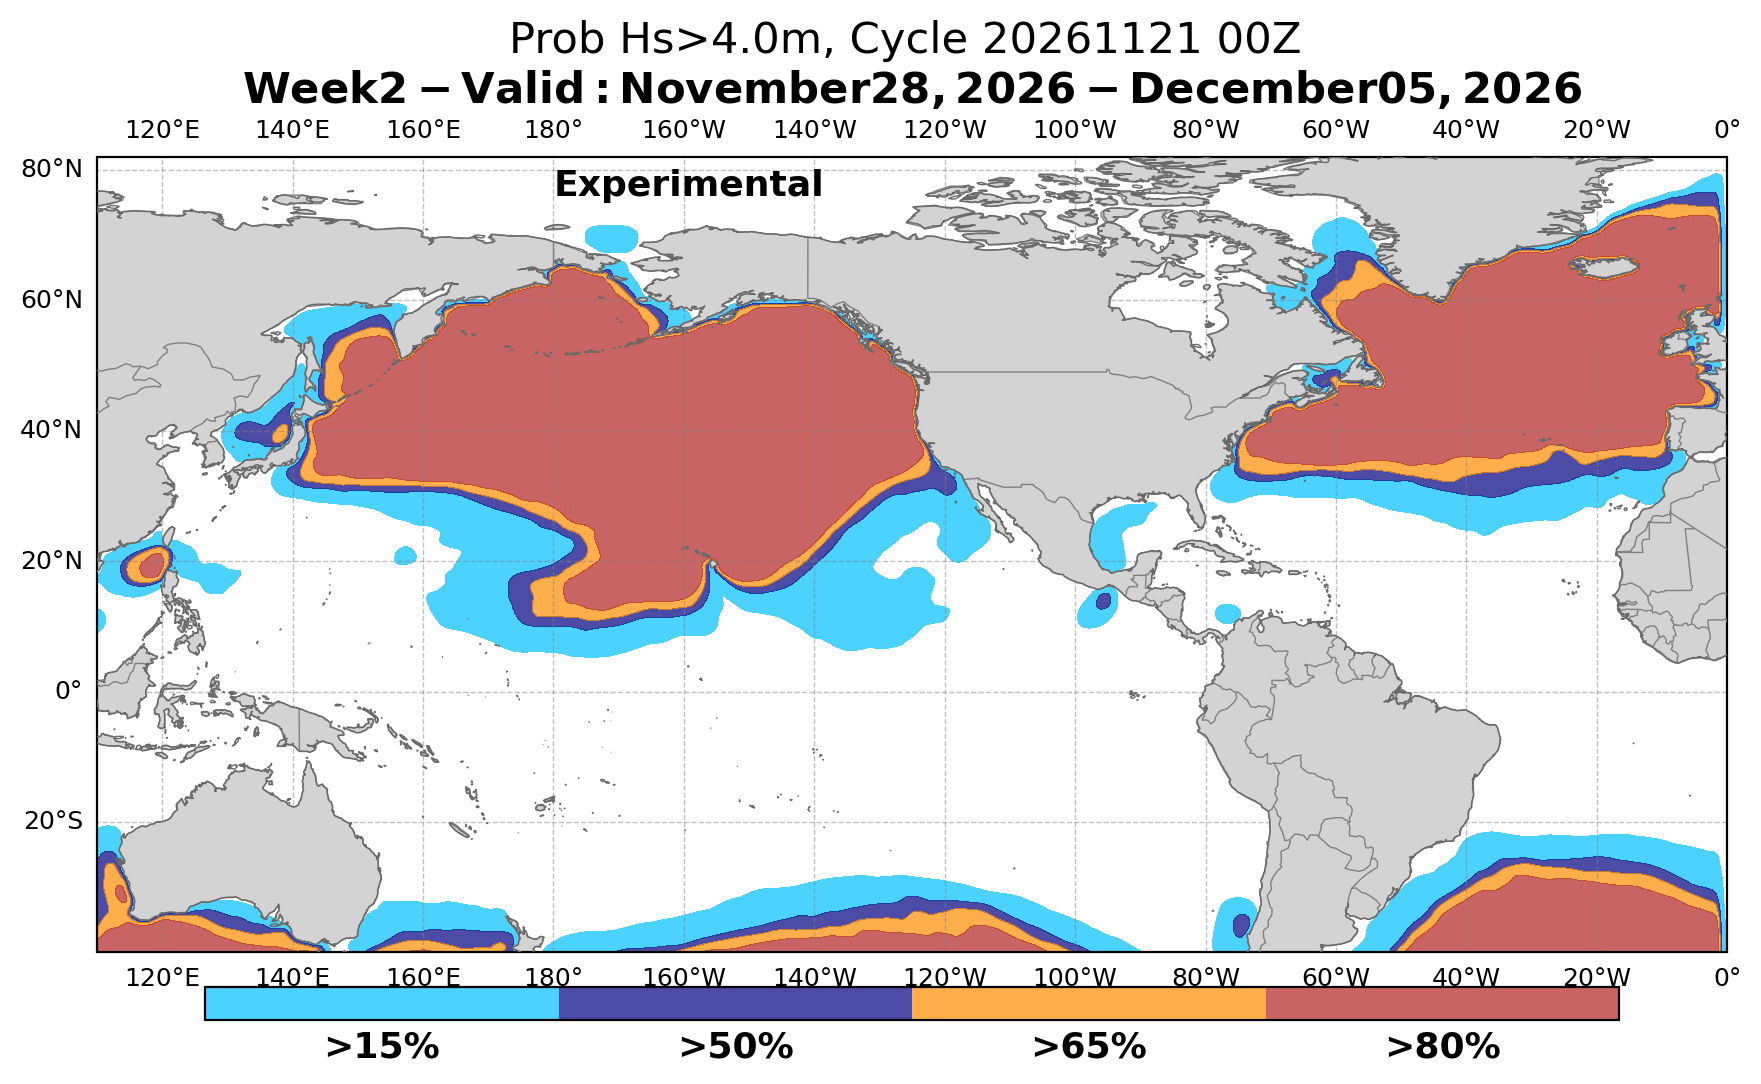 Prob Hs>4.0m, Cycle 20261121 00Z
Week2 – Valid : November28, 2026 – December05, 2026
120°E 140°E 160°E 180° 160°W 140°W 120°W 100°W 80°W 60°W 40°W 20°W 0°
80°N
Experimental
60°N
40°N
20°N
0°
20°S
120°E 140°E 160°E 180° 160°W 140°W 120°W 100°W 80°W 60°W 40°W 20°W 0°
>15% >50% >65% >80%